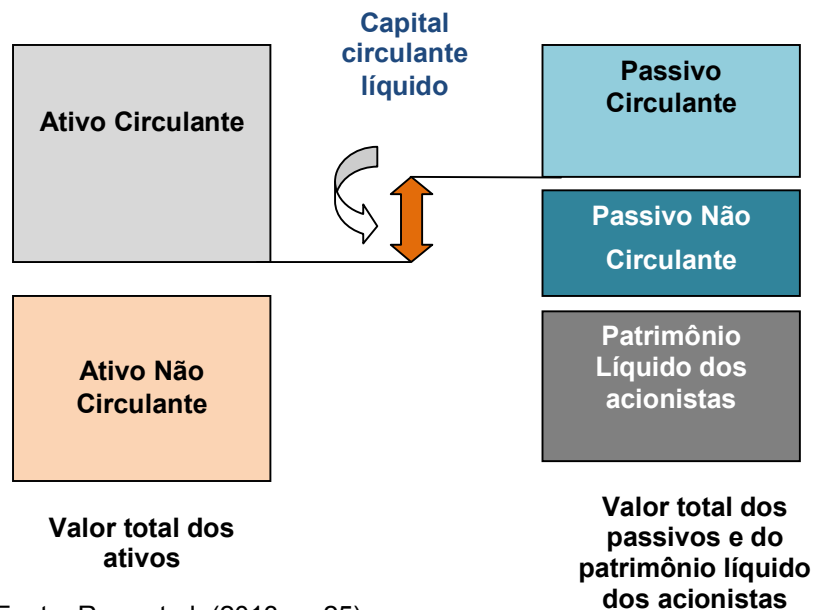 Capital
circulante
líquido
Ativo Circulante
Passivo
Circulante
Passivo Não
Circulante
Ativo Não
Circulante
Patrimônio
Líquido dos
acionistas
Valor total dos
ativos
Valor total dos
passivos e do
patrimônio líquido
dos acionistas